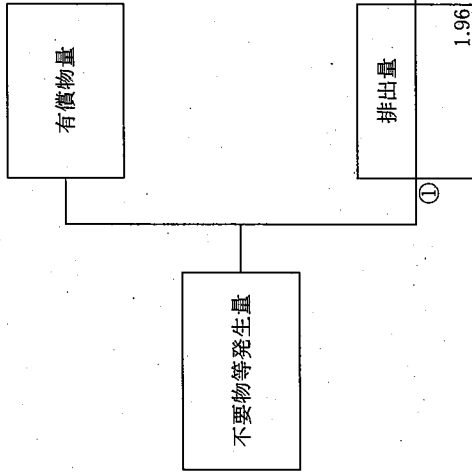 有償物量
不要物等発生量
排出量
①
1.96